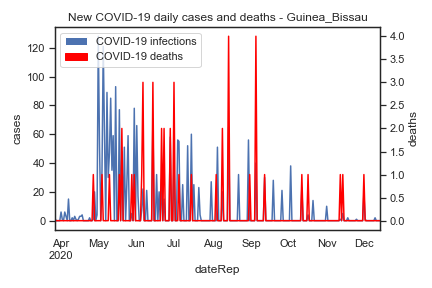 New COVID-19 daily cases and deaths - Guinea_Bissau
COVID-19 infections
COVID-19 deaths
120
100
80
60
40
20
0
cases
4.0
3.5
3.0
2.5
2.0
1.5
1.0
0.5
0.0
deaths
Apr May Jun Jul Aug Sep Oct Nov Dec
2020
dateRep